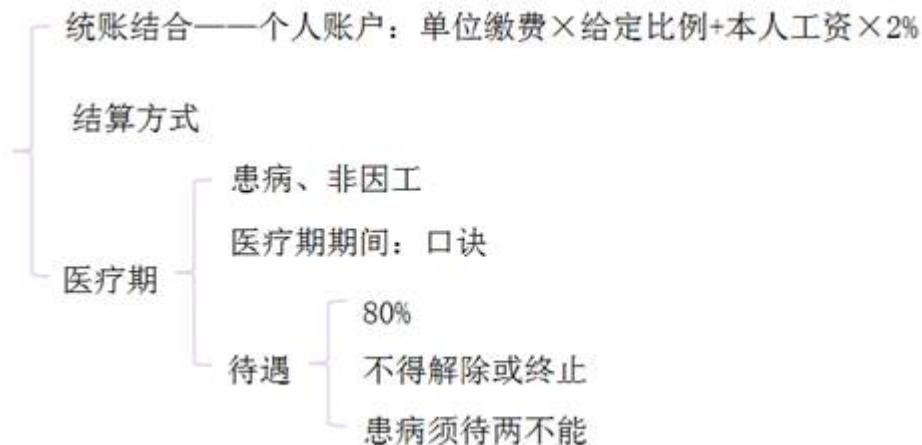 统账结合——个人账户：单位缴费×给定比例+本人工资×2%
结算方式
患病、非因工
医疗期期间：口诀
医疗期
80%
待遇
不得解除或终止
患病须待两不能